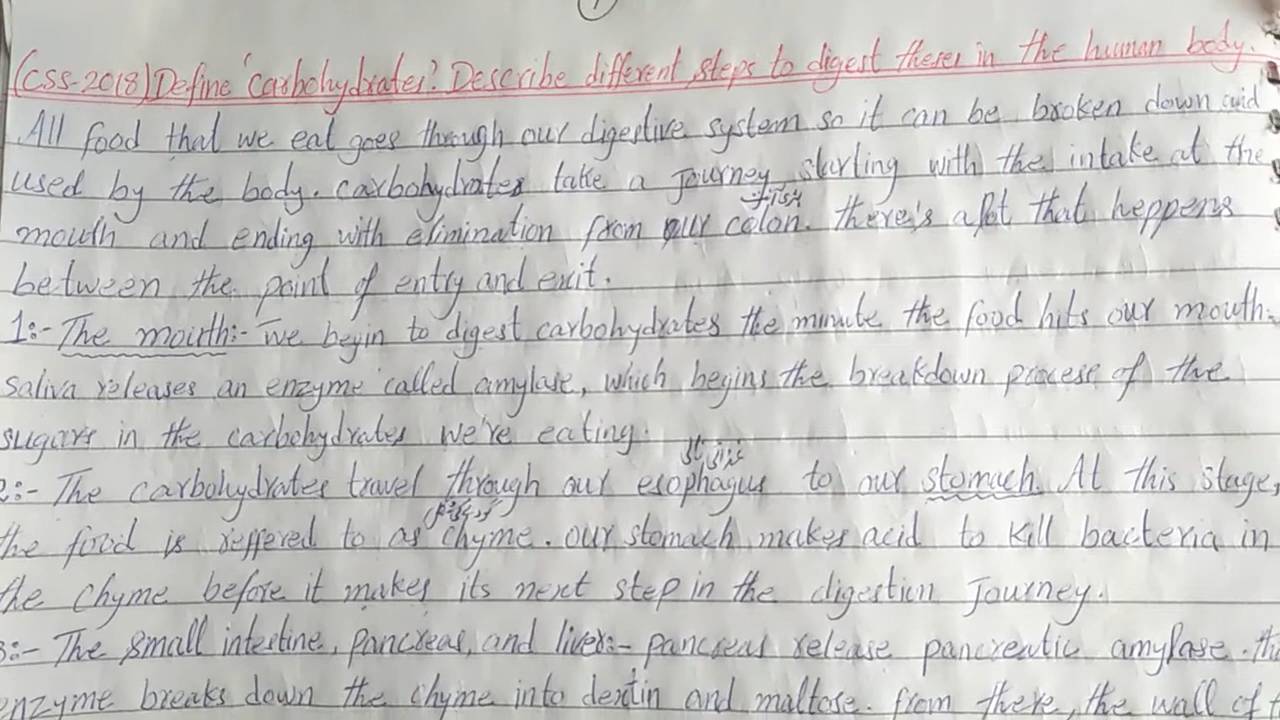 1
(CSS-2018) Define 'carbohydrates'? Describe different steps to digest these in the human body.
All food that we eat goes through our digestive system so it can be broken down and
used by the body. carbohydrates take a Journey starting with the intake at the
mouth and ending with elimination from our colon. there's a lot that heppens
between the point of entry and exit.
1:- The mouth:- we begin to digest carbohydrates the minute the food hits our mouth.
saliva releases an enzyme called amylase, which begins the breakdown process of the
sugars in the carbohydrates we're eating.
2:- The carbohydrates travel through our esophagus to our stomach. At this stage,
the food is reffered to as chyme. our stomach makes acid to kill bacteria in
the chyme before it makes its next step in the digestion Journey.
3:- The small intestine, pancreas, and liver:- pancreas release pancreatic amylase.
enzyme breaks down the chyme into dextin and maltose. from there, the wall of